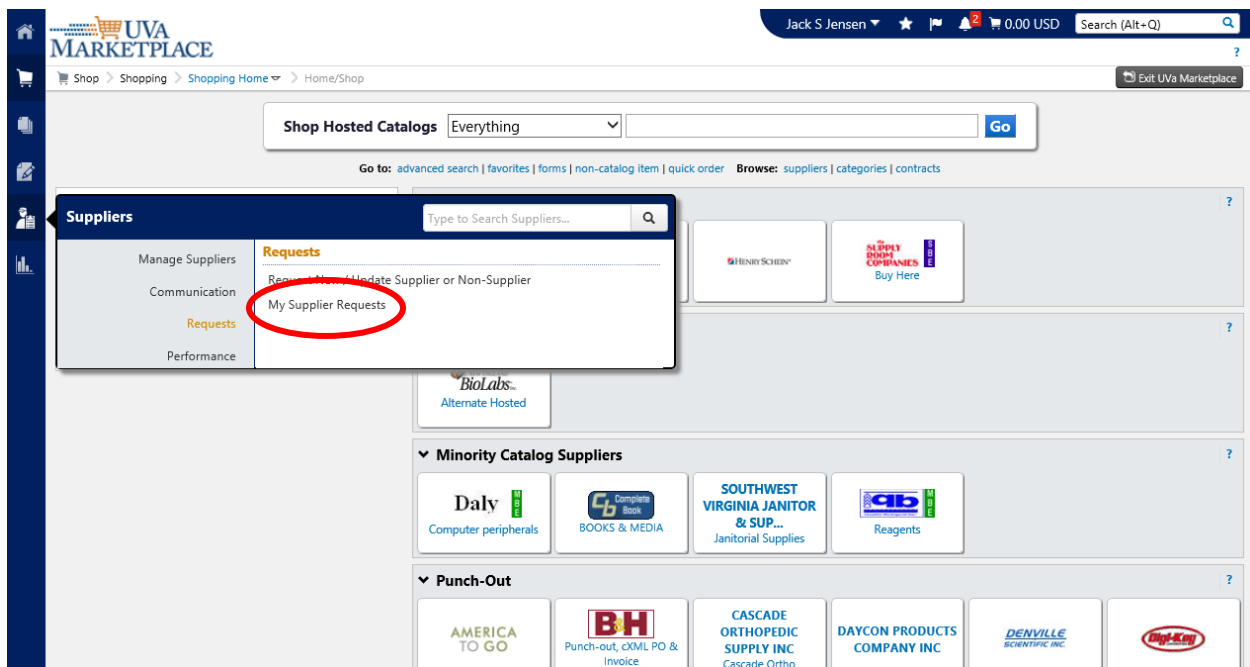 UVA
MARKETPLACE
Jack S Jensen
2
0.00 USD
Search (Alt+Q)
?
Shop
Shopping
Shopping Home
Home/Shop
Exit UVa Marketplace
Shop Hosted Catalogs
Everything
Go
Go to: advanced search | favorites | forms | non-catalog item | quick order Browse: suppliers | categories | contracts
?
Suppliers
Type to Search Suppliers...
Manage Suppliers
Communication
Requests
Performance
Requests
Request New / Update Supplier or Non-Supplier
My Supplier Requests
HENRY SCHEIN®
the
SUPPLY
ROOM
COMPANIES
SBE
Buy Here
?
BioLabs
Inc.
Alternate Hosted
Minority Catalog Suppliers
?
Daly
MBE
Computer peripherals
Complete
Book
BOOKS & MEDIA
SOUTHWEST
VIRGINIA JANITOR
& SUP...
Janitorial Supplies
MBE
Reagents
Punch-Out
?
AMERICA
TO GO
B&H
Punch-out, cXML PO &
Invoice
CASCADE
ORTHOPEDIC
SUPPLY INC
Cascade Ortho
DAYCON PRODUCTS
COMPANY INC
DENVILLE
SCIENTIFIC INC.
Digi-Key